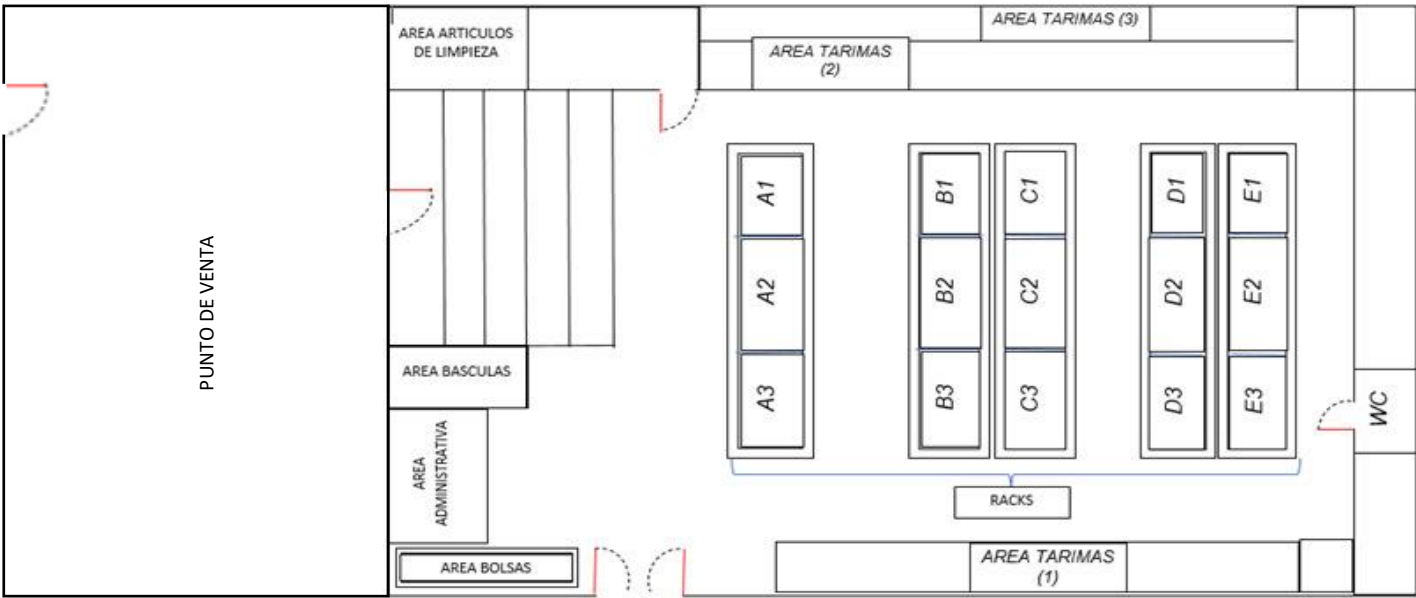 PUNTO DE VENTA
AREA ARTICULOS
DE LIMPIEZA
AREA BASCULAS
AREA
ADMINISTRATIVA
AREA BOLSAS
AREA TARIMAS
(2)
AREA TARIMAS (3)
A1
A2
A3
B1
B2
B3
C1
C2
C3
D1
D2
D3
E1
E2
E3
RACKS
WC
AREA TARIMAS
(1)